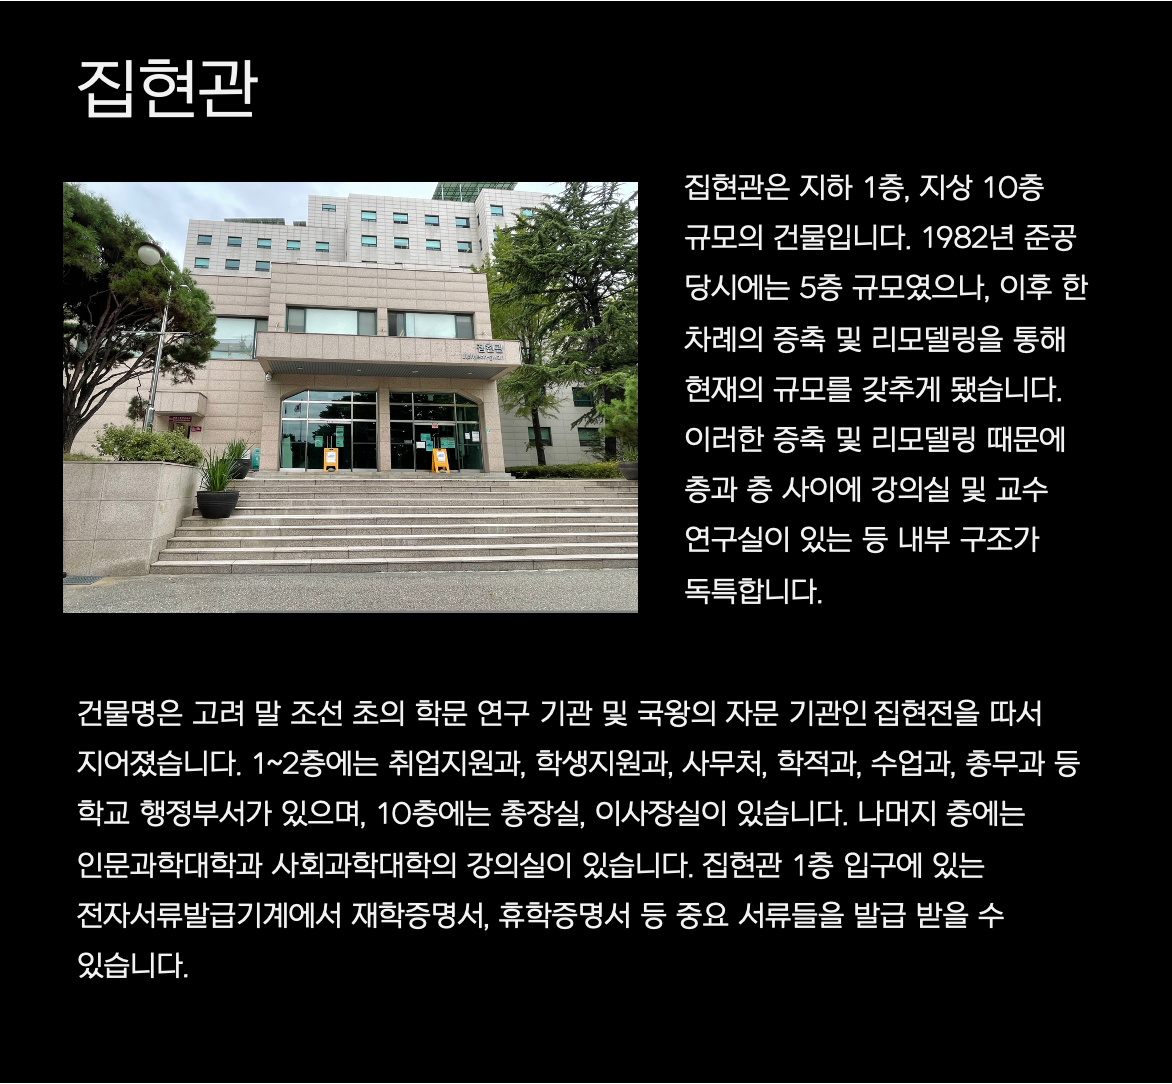 집현관
집현관은 지하 1층, 지상 10층
규모의 건물입니다. 1982년 준공
당시에는 5층 규모였으나, 이후 한
차례의 증축 및 리모델링을 통해
현재의 규모를 갖추게 됐습니다.
이러한 증축 및 리모델링 때문에
층과 층 사이에 강의실 및 교수
연구실이 있는 등 내부 구조가
독특합니다.
집현관
건물명은 고려 말 조선 초의 학문 연구 기관 및 국왕의 자문 기관인 집현전을 따서
지어졌습니다. 1~2층에는 취업지원과, 학생지원과, 사무처, 학적과, 수업과, 총무과 등
학교 행정부서가 있으며, 10층에는 총장실, 이사장실이 있습니다. 나머지 층에는
인문과학대학과 사회과학대학의 강의실이 있습니다. 집현관 1층 입구에 있는
전자서류발급기계에서 재학증명서, 휴학증명서 등 중요 서류들을 발급 받을 수
있습니다.